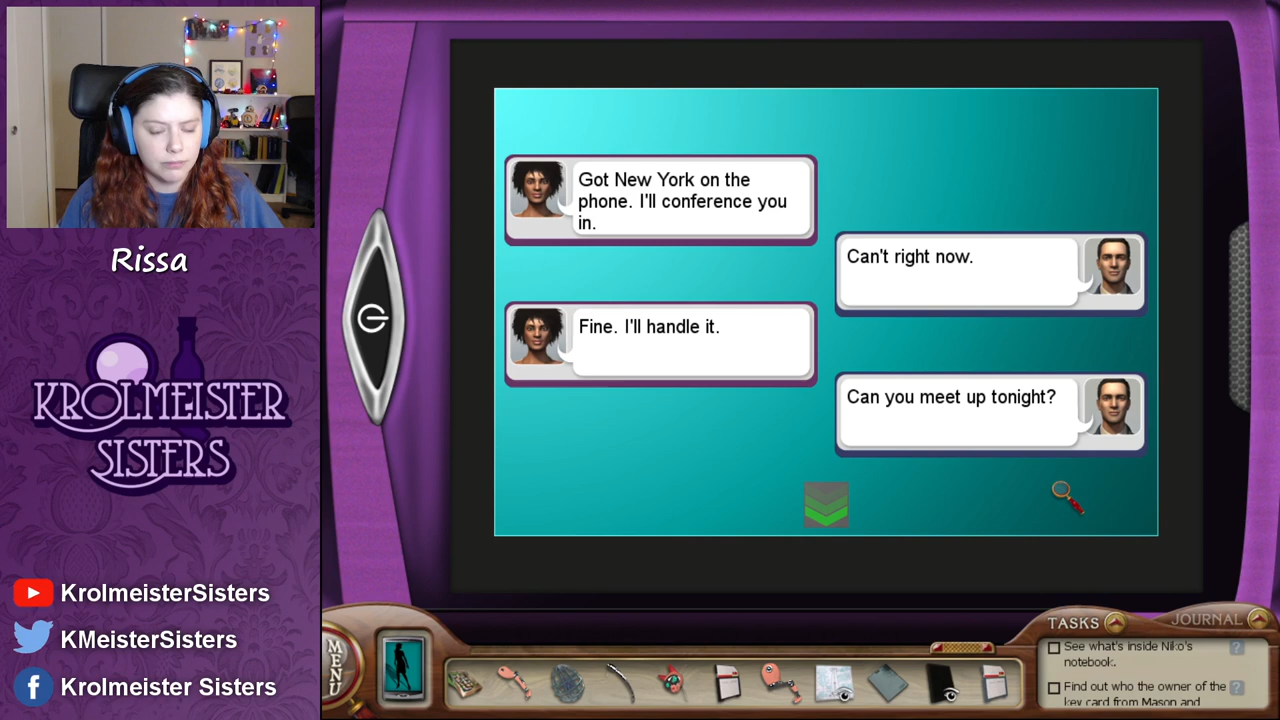 Rissa
KROLMEISTER
SISTERS
KrolmeisterSisters
KMeisterSisters
Krolmeister Sisters
Got New York on the
phone. I'll conference you
in.
Can't right now.
Fine. I'll handle it.
Can you meet up tonight?
MENU
TASKS
JOURNAL
See what's inside Niko's
notebook.
Find out who the owner of the
key card from Mason and